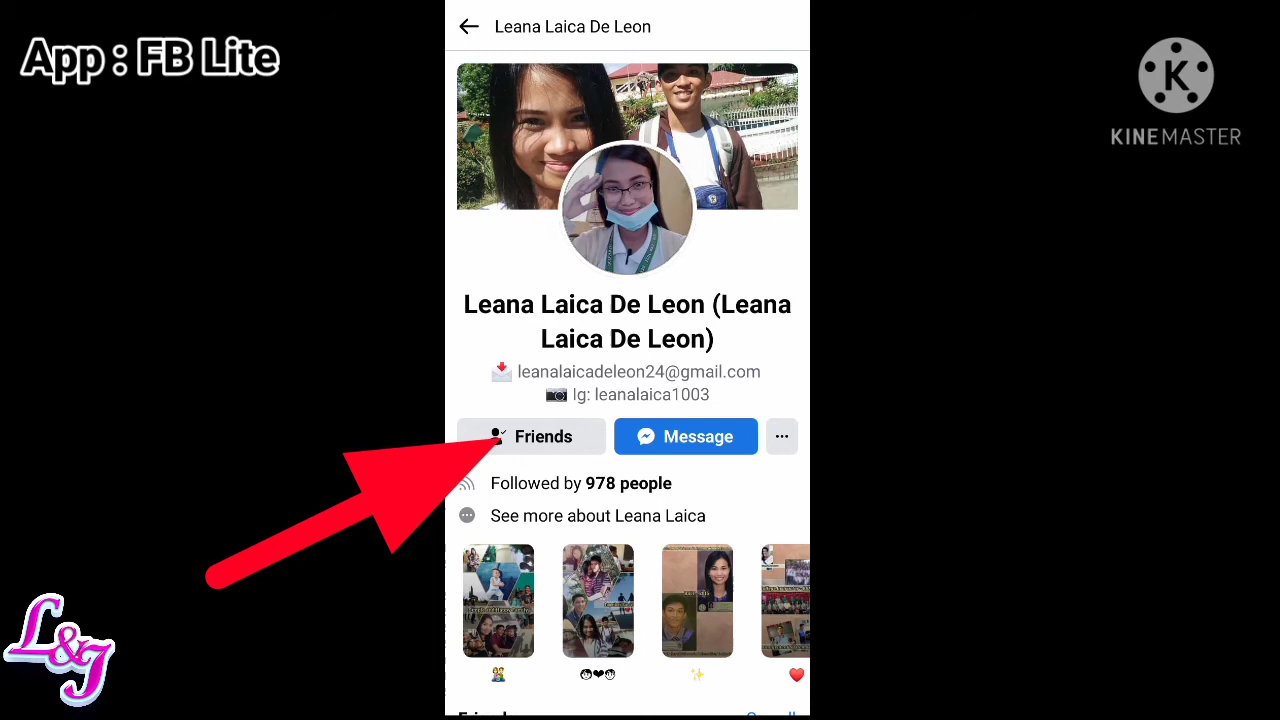 App : FB Lite
Leana Laica De Leon
KINEMASTER
Leana Laica De Leon (Leana
Laica De Leon)
leanalaicadeleon24@gmail.com
Ig: leanalaica1003
Friends
Message
Followed by 978 people
See more about Leana Laica
L&J